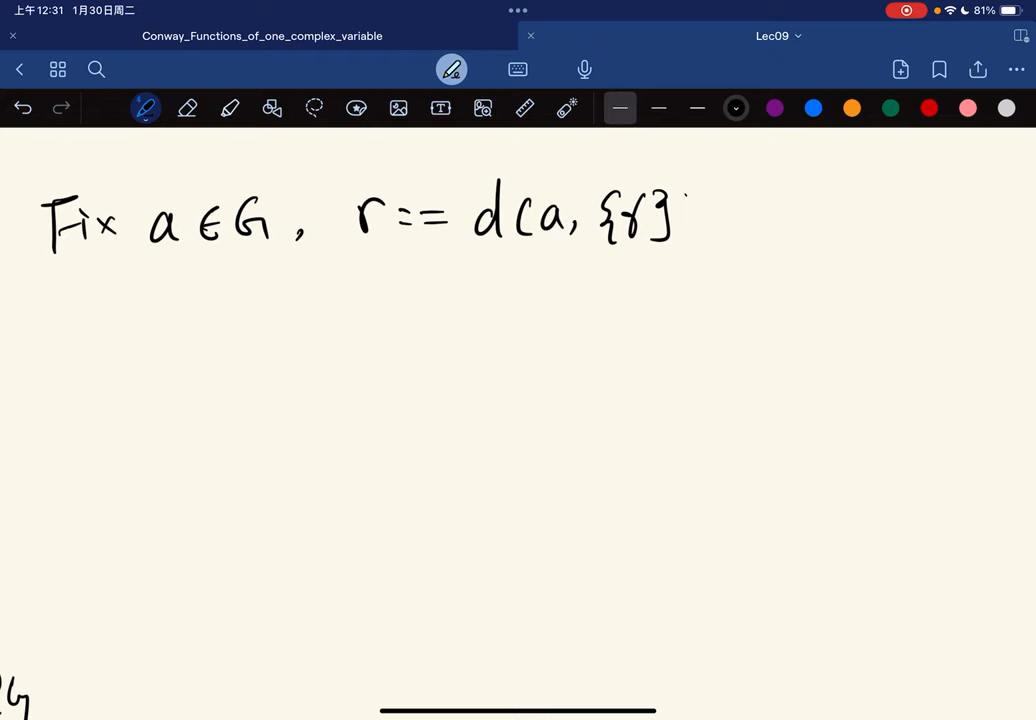 上午12:31 1月30日周二
81%
Conway_Functions_of_one_complex_variable
Lec09
Fix a ∈ G, r := = d(a, {γ}